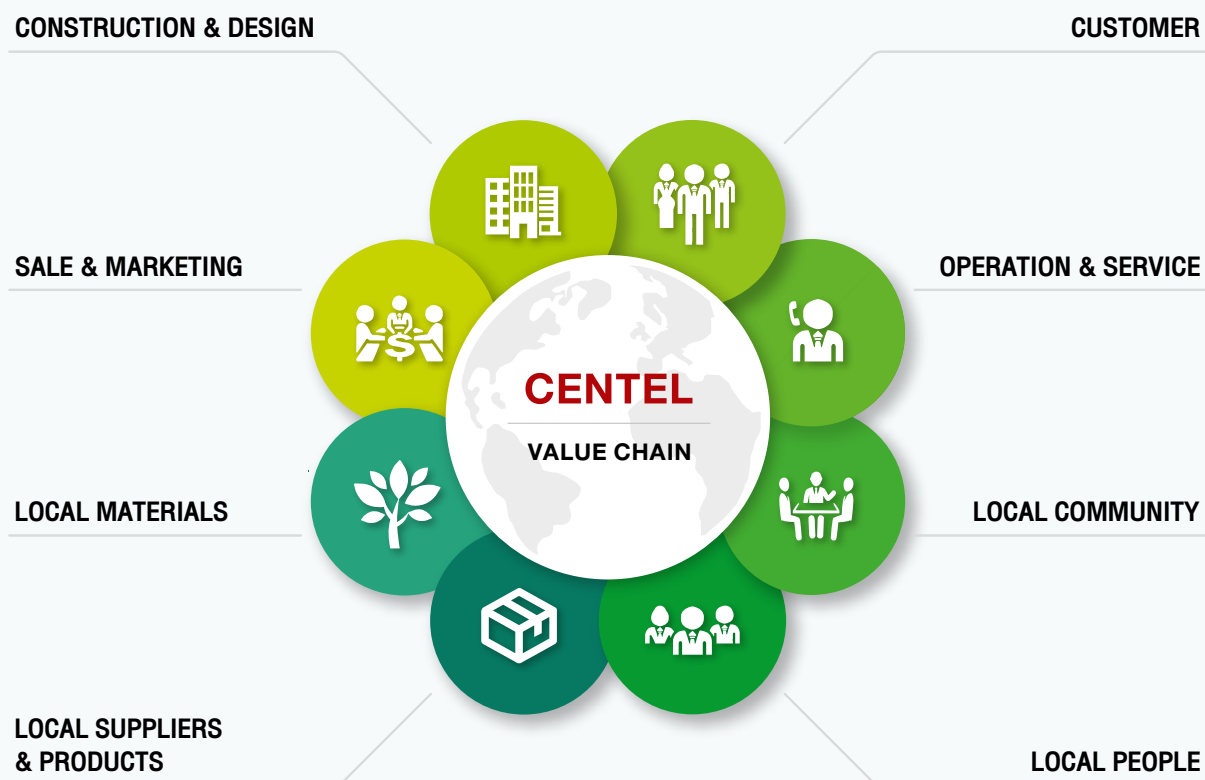 CONSTRUCTION & DESIGN
CUSTOMER
SALE & MARKETING
OPERATION & SERVICE
CENTEL
VALUE CHAIN
LOCAL MATERIALS
LOCAL COMMUNITY
LOCAL SUPPLIERS
& PRODUCTS
LOCAL PEOPLE